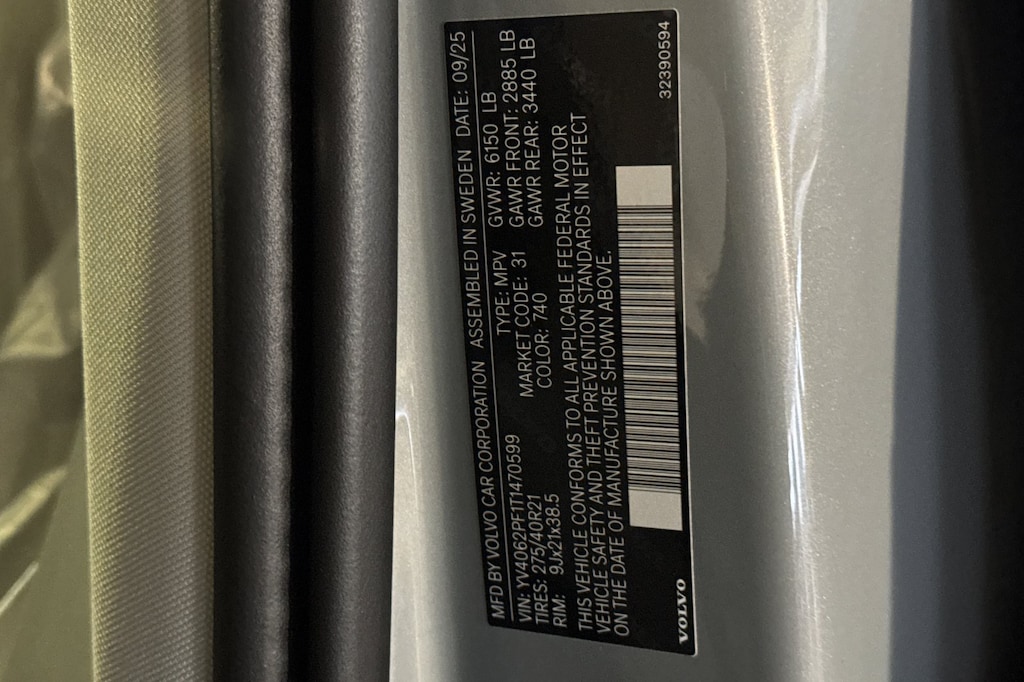 MFD BY VOLVO CAR CORPORATION ASSEMBLED IN SWEDEN DATE: 09/25
VIN: YV4062PF1T1470599 TYPE: MPV GVWR: 6150 LB
TIRES: 275/40R21 MARKET CODE: 31 GAWR FRONT: 2885 LB
RIM: 9Jx21x38.5 COLOR: 740 GAWR REAR: 3440 LB
THIS VEHICLE CONFORMS TO ALL APPLICABLE FEDERAL MOTOR
VEHICLE SAFETY AND THEFT PREVENTION STANDARDS IN EFFECT
ON THE DATE OF MANUFACTURE SHOWN ABOVE.
VOLVO 32390594